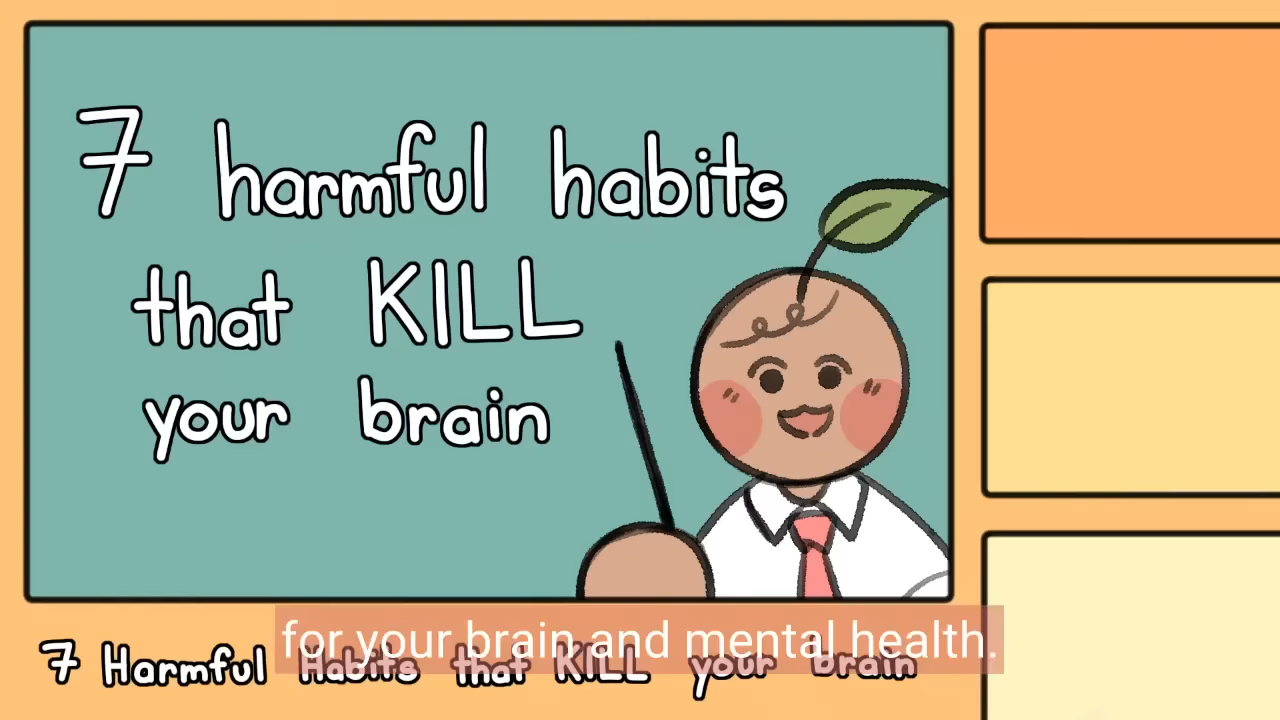 7 harmful habits
that KILL
your brain
for your brain and mental health.
7 Harmful Habits that KILL your brain